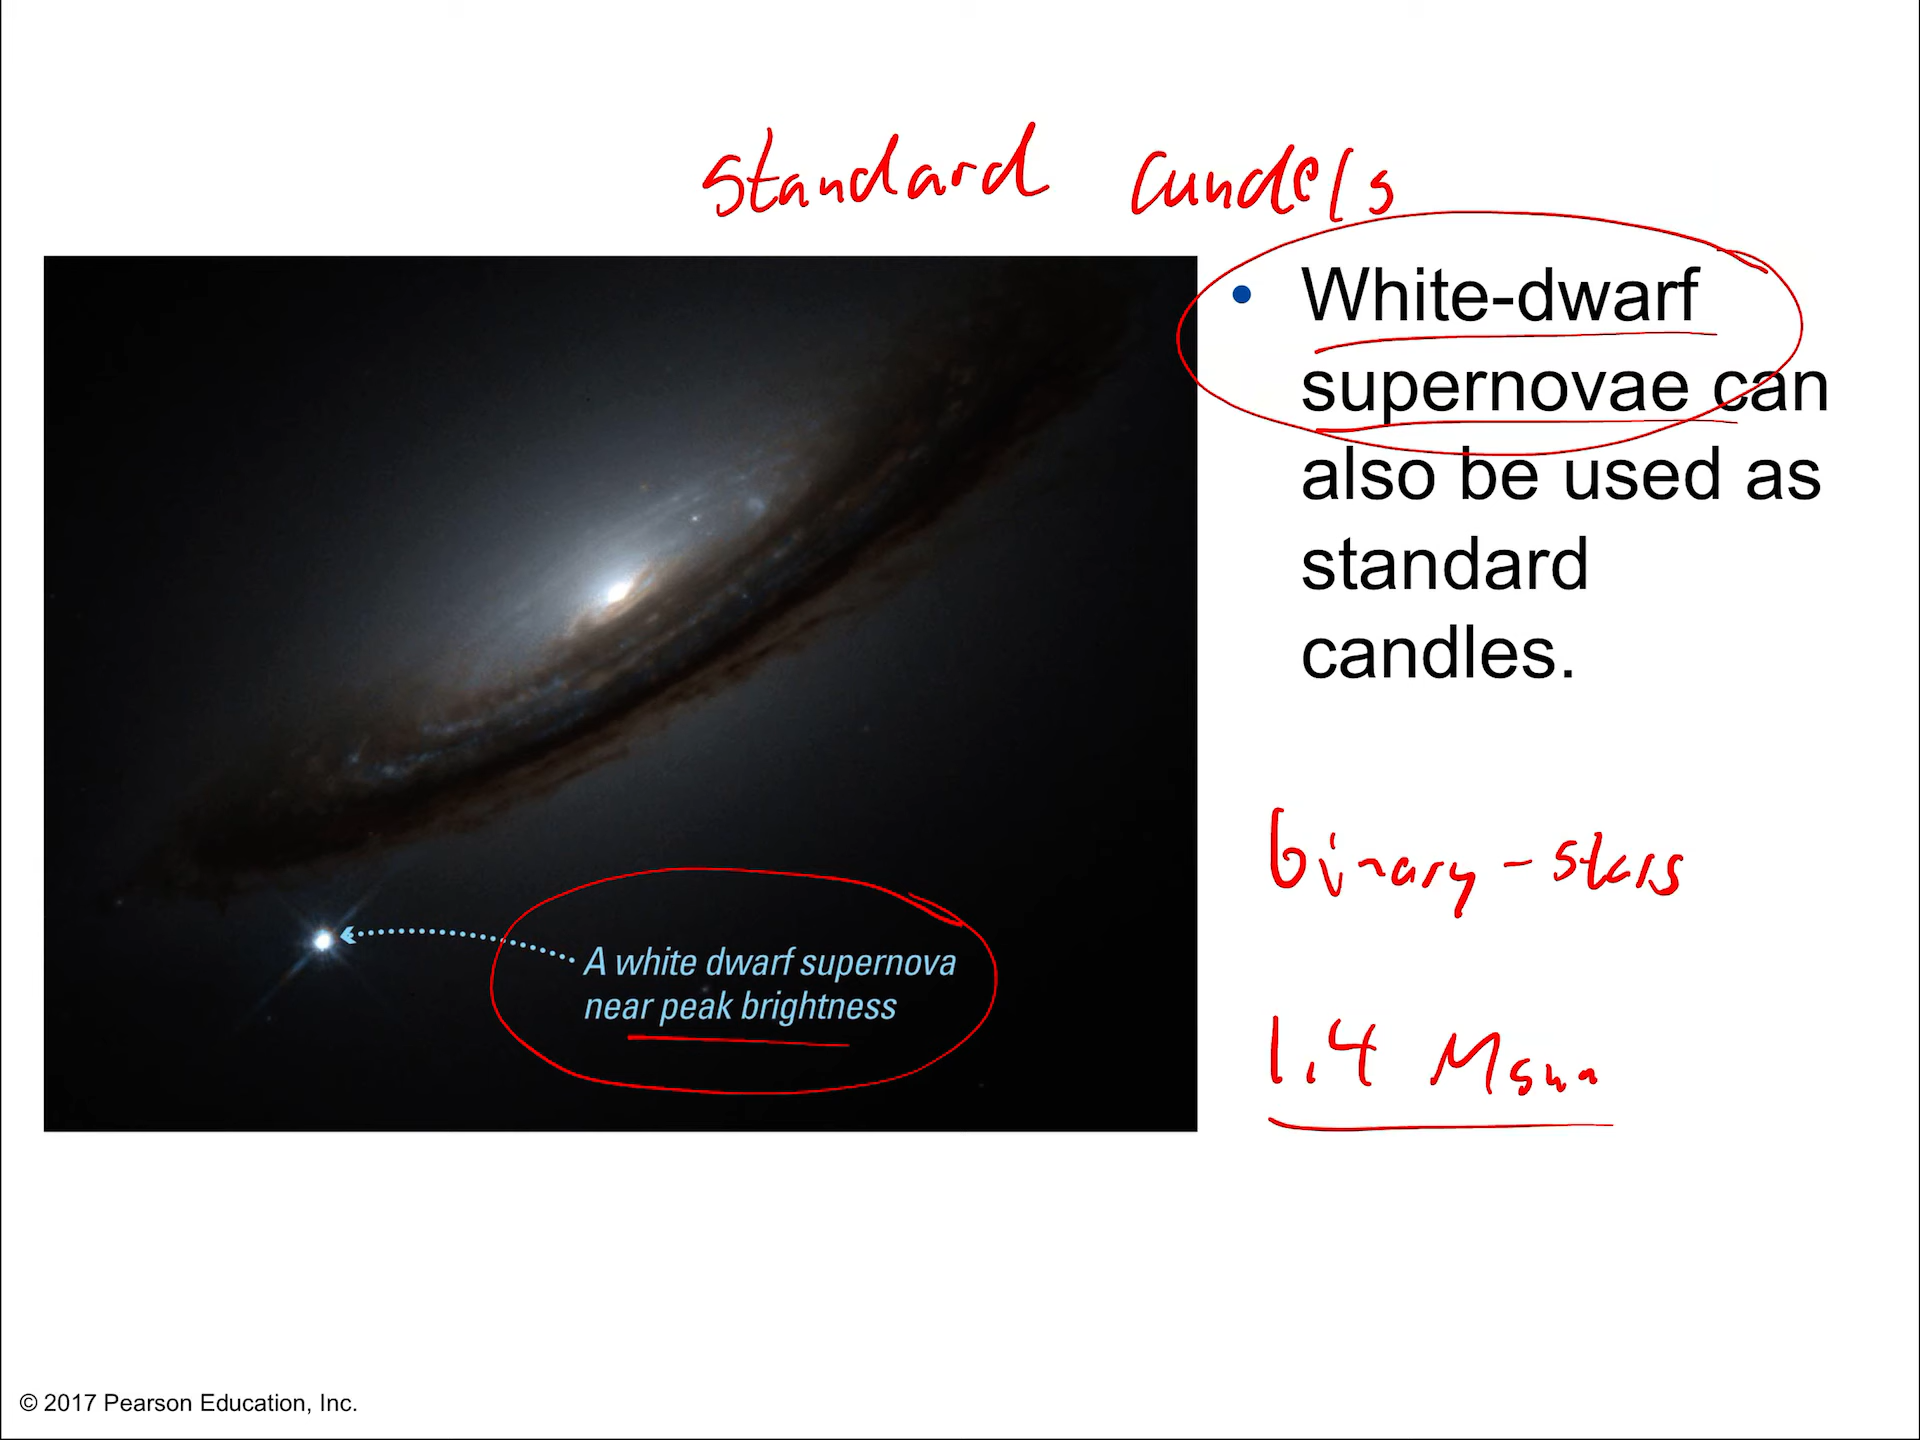 standard candels
• White-dwarf
supernovae can
also be used as
standard
candles.
binary-stars
A white dwarf supernova
near peak brightness
1.4 Msun
© 2017 Pearson Education, Inc.